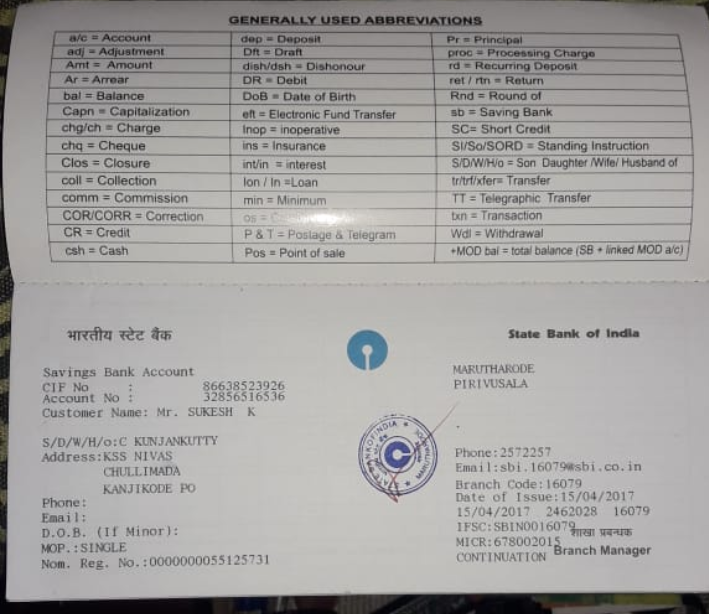 GENERALLY USED ABBREVIATIONS
a/c = Account dep = Deposit Pr = Principal
adj = Adjustment Dft = Draft proc = Processing Charge
Amt = Amount dish/dsh = Dishonour rd = Recurring Deposit
Ar = Arrear DR = Debit ret / rtn = Return
bal = Balance DoB = Date of Birth Rnd = Round of
Capn = Capitalization eft = Electronic Fund Transfer sb = Saving Bank
chg/ch = Charge Inop = inoperative SC= Short Credit
chq = Cheque ins = Insurance SI/So/SORD = Standing Instruction
Clos = Closure int/in = interest S/D/W/H/o = Son Daughter /Wife/ Husband of
coll = Collection lon / ln =Loan tr/trf/xfer= Transfer
comm = Commission min = Minimum TT = Telegraphic Transfer
COR/CORR = Correction os = txn = Transaction
CR = Credit P & T = Postage & Telegram Wdl = Withdrawal
csh = Cash Pos = Point of sale +MOD bal = total balance (SB + linked MOD a/c)
भारतीय स्टेट बैंक
State Bank of India
Savings Bank Account
CIF No : 86638523926
Account No : 32856516536
Customer Name: Mr. SUKESH K
S/D/W/H/o:C KUNJANKUTTY
Address:KSS NIVAS
CHULLIMADA
KANJIKODE PO
Phone:
Email:
D.O.B. (If Minor):
MOP.:SINGLE
Nom. Reg. No.:0000000055125731
MARUTHARODE
PIRIVUSALA
STATE BANK OF INDIA
Phone:2572257
Email:sbi.16079@sbi.co.in
Branch Code:16079
Date of Issue:15/04/2017
15/04/2017 2462028 16079
IFSC:SBIN0016079
शाखा प्रबन्धक
MICR:678002015
Branch Manager
CONTINUATION